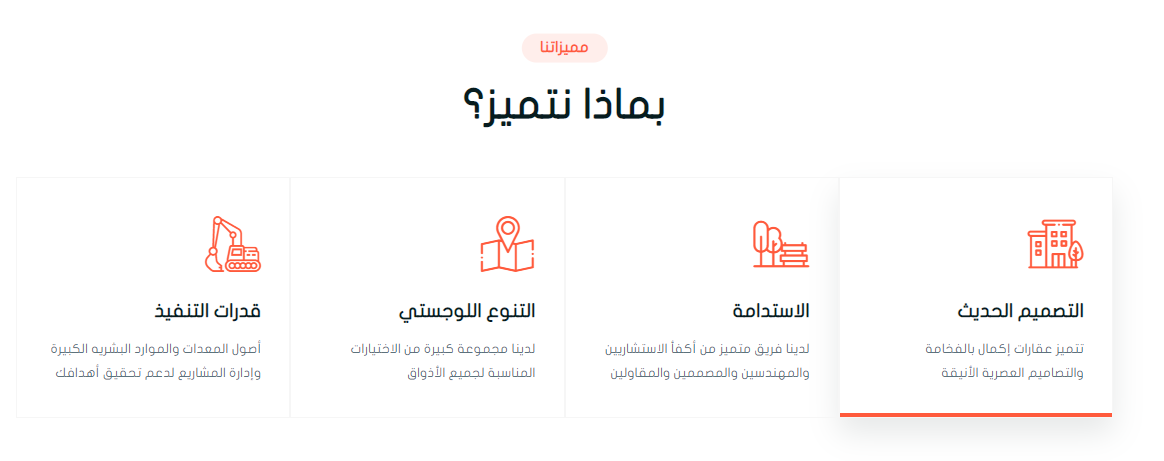 مميزاتنا
بماذا نتميز؟
التصميم الحديث
تتميز عقارات إكمال بالفخامة
والتصاميم العصرية الأنيقة
الاستدامة
لدينا فريق متميز من أكفأ الاستشاريين
والمهندسين والمصممين والمقاولين
التنوع اللوجستي
لدينا مجموعة كبيرة من الاختيارات
المناسبة لجميع الأذواق
قدرات التنفيذ
أصول المعدات والموارد البشريه الكبيرة
وإدارة المشاريع لدعم تحقيق أهدافك